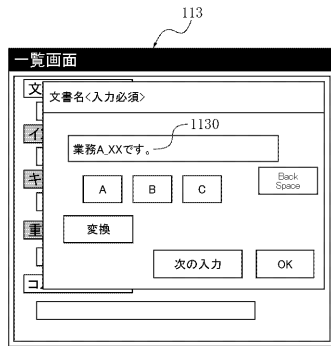 113
一覧画面
文
文書名<入力必須>
1130
業務A_XXです。
A B C
Back
Space
変換
次の入力 OK
キ
重
コ